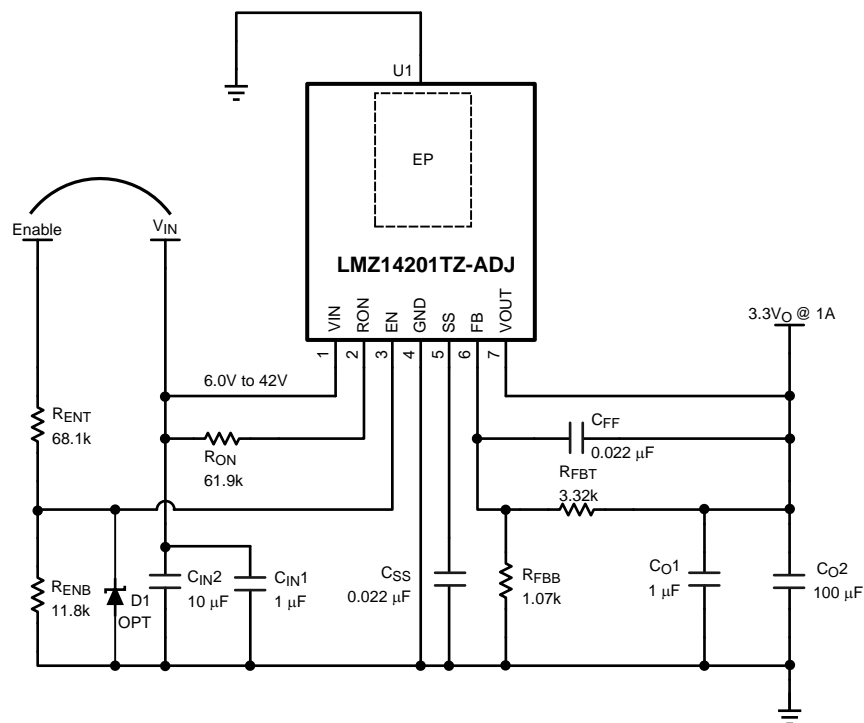 U1
EP
Enable
VIN
LMZ14201TZ-ADJ
VIN
RON
EN
GND
SS
FB
VOUT
1
2
3
4
5
6
7
3.3VO @ 1A
6.0V to 42V
RENT
68.1k
RON
61.9k
CFF
0.022 μF
RFBT
3.32k
RENB
11.8k
D1
OPT
CIN2
10 μF
CIN1
1 μF
CSS
0.022 μF
RFBB
1.07k
CO1
1 μF
CO2
100 μF